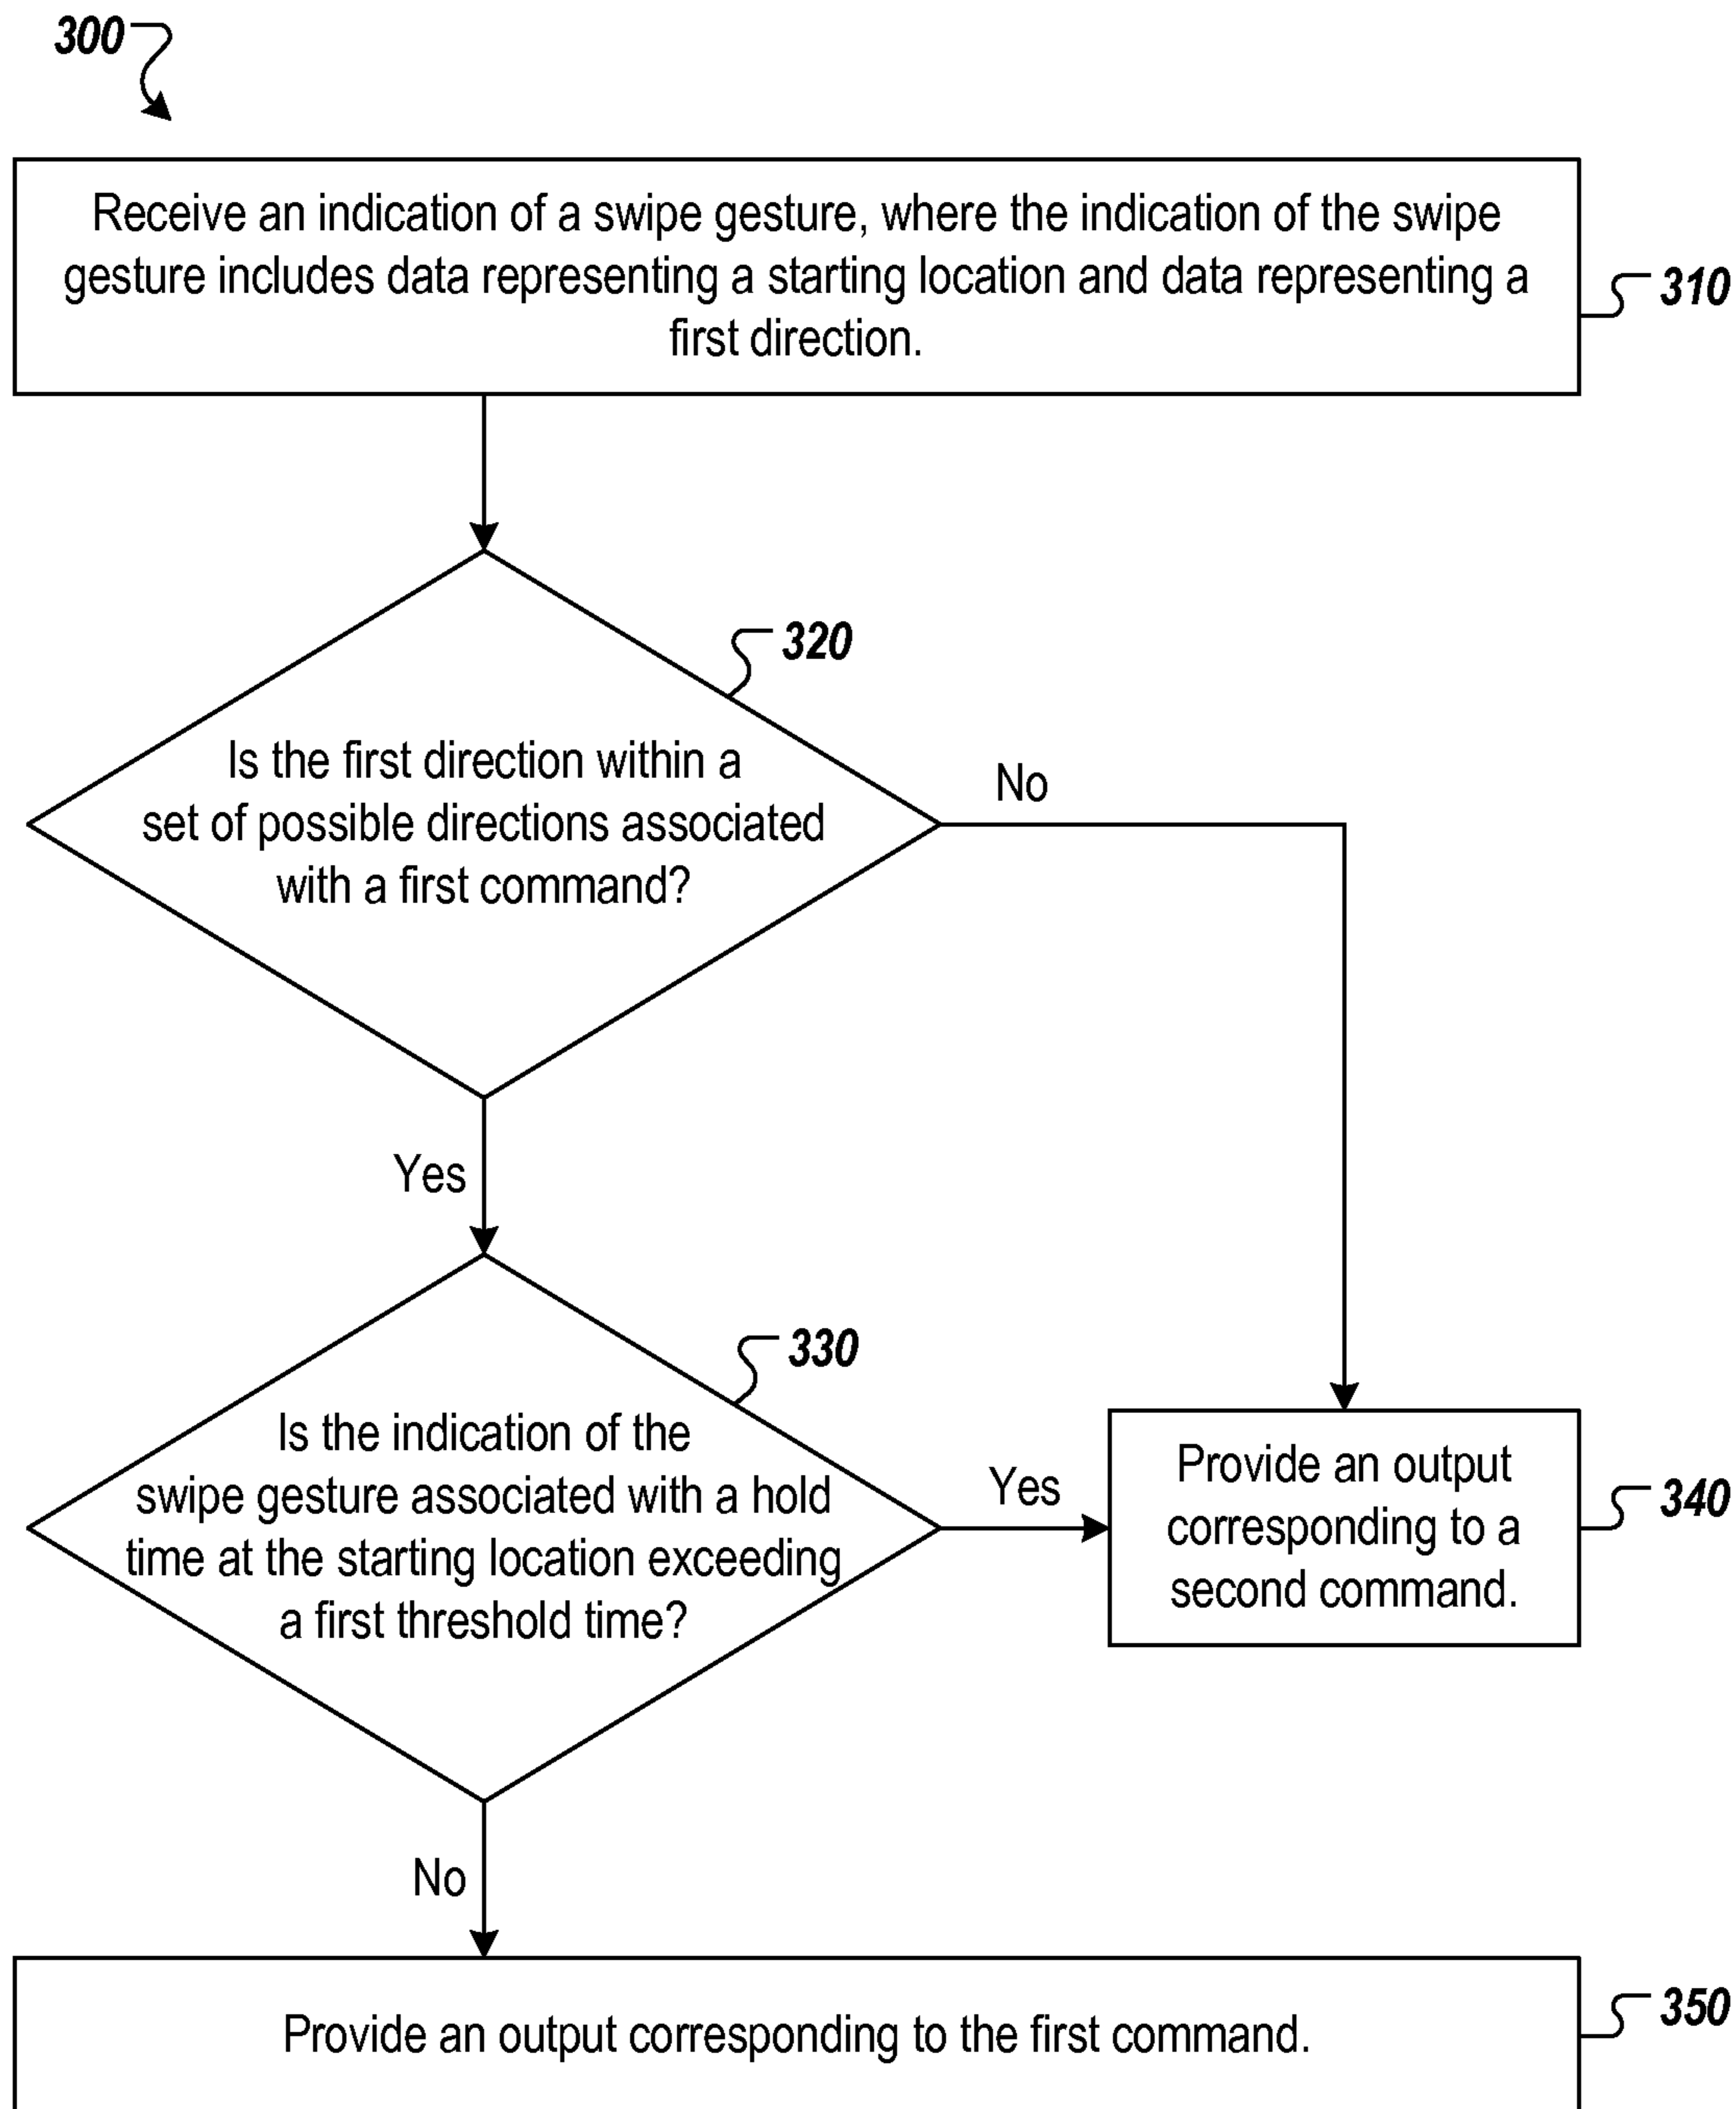 300
Receive an indication of a swipe gesture, where the indication of the swipe
gesture includes data representing a starting location and data representing a
first direction.
310
320
Is the first direction within a
set of possible directions associated
with a first command?
No
Yes
330
Is the indication of the
swipe gesture associated with a hold
time at the starting location exceeding
a first threshold time?
Yes
Provide an output
corresponding to a
second command.
340
No
Provide an output corresponding to the first command.
350